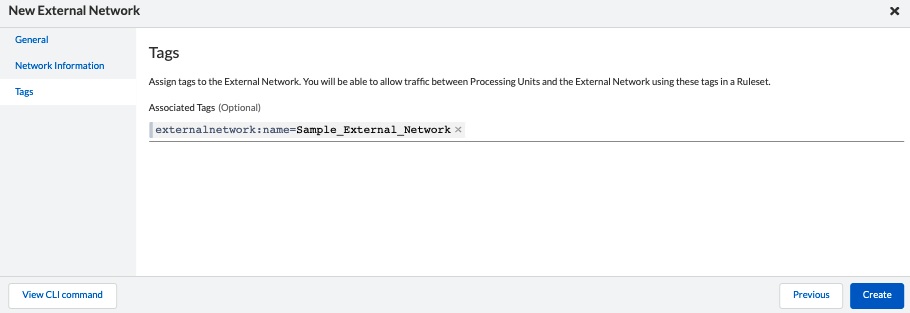 New External Network
General
Network Information
Tags
Tags
Assign tags to the External Network. You will be able to allow traffic between Processing Units and the External Network using these tags in a Ruleset.
Associated Tags (Optional)
externalnetwork:name=Sample_External_Network ×
View CLI command
Previous
Create